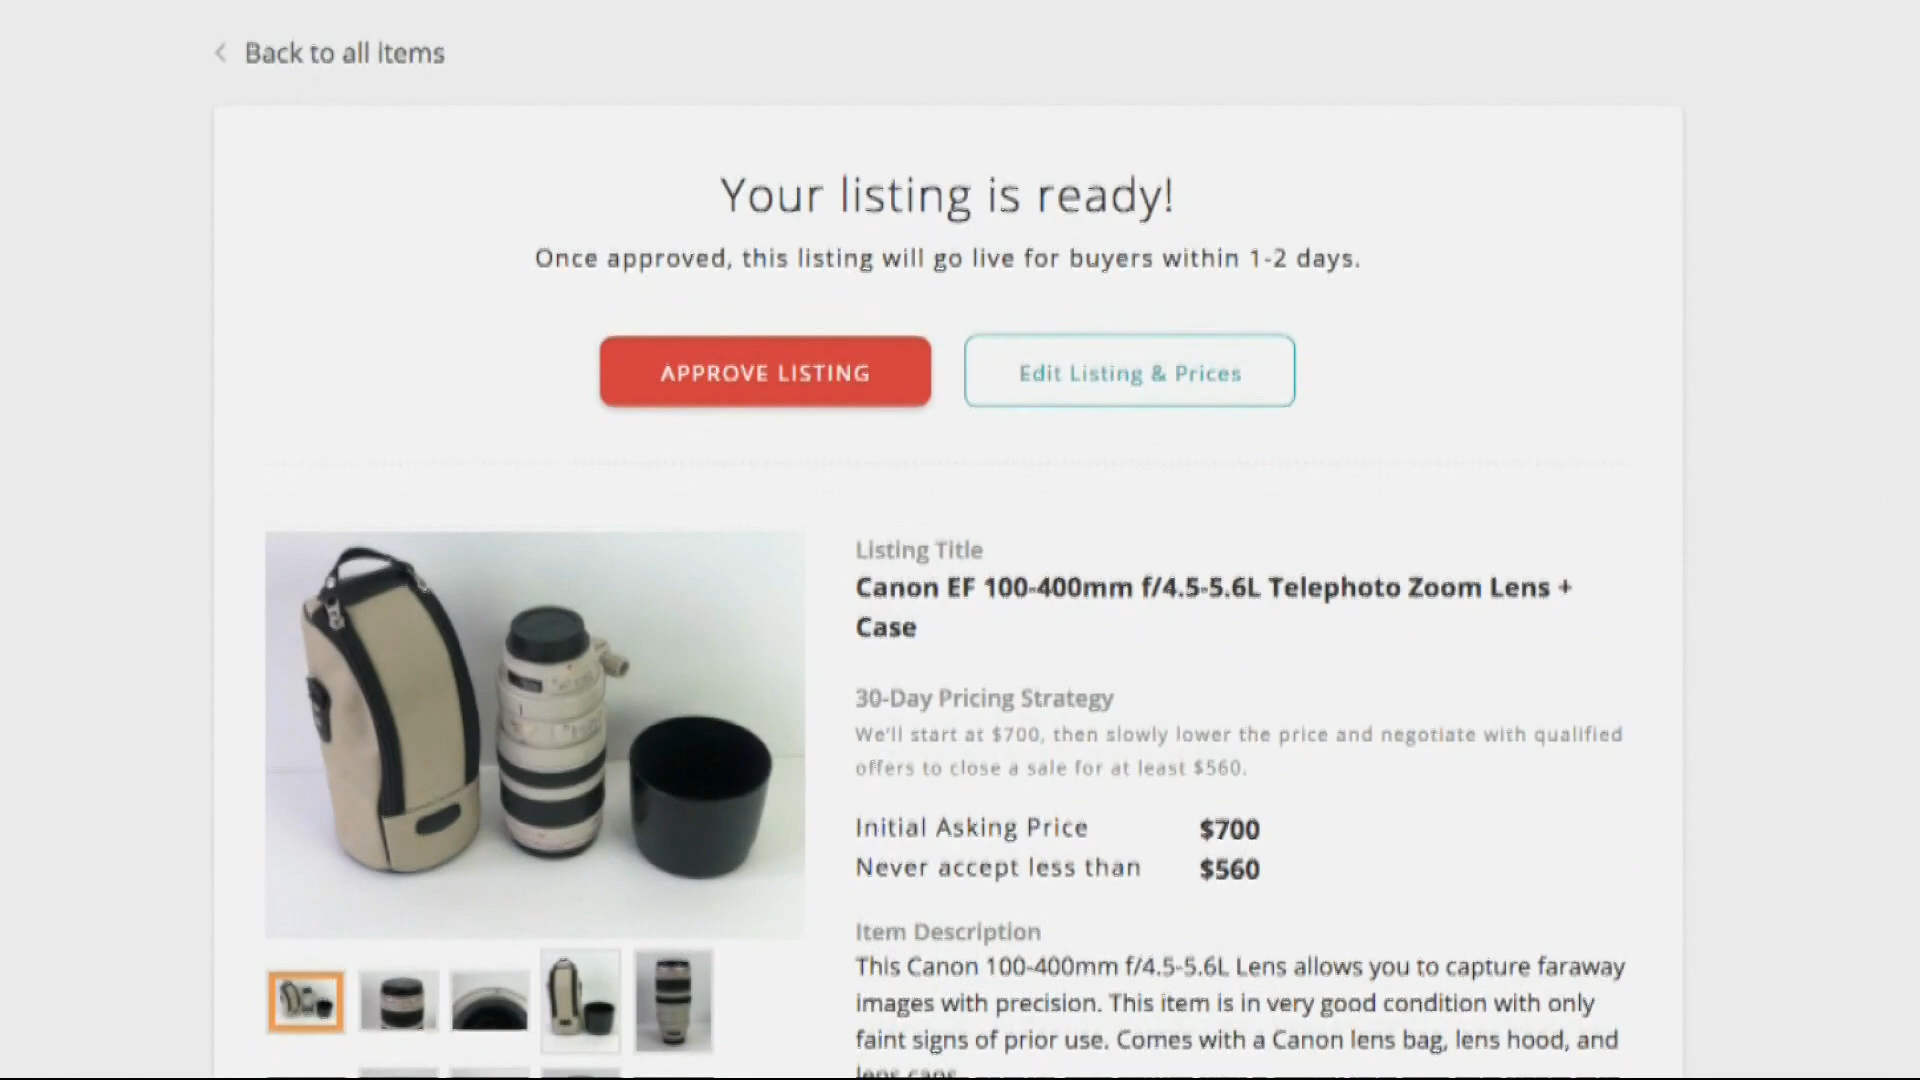 Back to all items
Your listing is ready!
Once approved, this listing will go live for buyers within 1-2 days.
APPROVE LISTING
Edit Listing & Prices
Listing Title
Canon EF 100-400mm f/4.5-5.6L Telephoto Zoom Lens +
Case
30-Day Pricing Strategy
We'll start at $700, then slowly lower the price and negotiate with qualified
offers to close a sale for at least $560.
Initial Asking Price $700
Never accept less than $560
Item Description
This Canon 100-400mm f/4.5-5.6L Lens allows you to capture faraway
images with precision. This item is in very good condition with only
faint signs of prior use. Comes with a Canon lens bag, lens hood, and
lens caps.